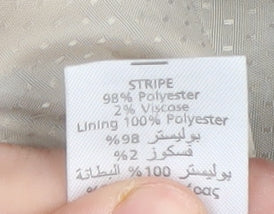 STRIPE
98% Polyester
2% Viscose
Lining 100% Polyester
بوليستر 98%
فسكوز 2%
بوليستر 100% البطانة